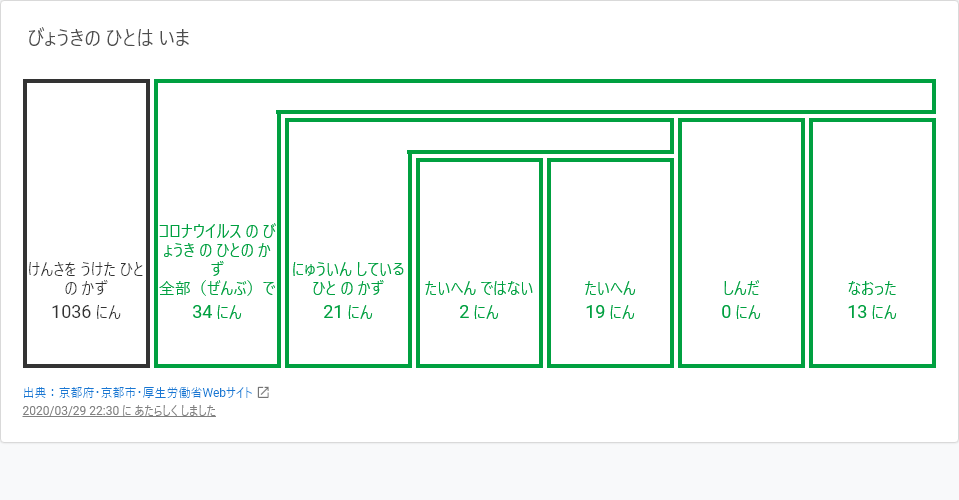 びょうきの ひとは いま
けんさを うけた ひと
の かず
1036 にん
コロナウイルス の び
ょうき の ひとの か
ず
全部（ぜんぶ）で
34 にん
にゅういん している
ひと の かず
21 にん
たいへん ではない
2 にん
たいへん
19 にん
しんだ
0 にん
なおった
13 にん
出典：京都府･京都市･厚生労働省Webサイト
2020/03/29 22:30 に あたらしく しました